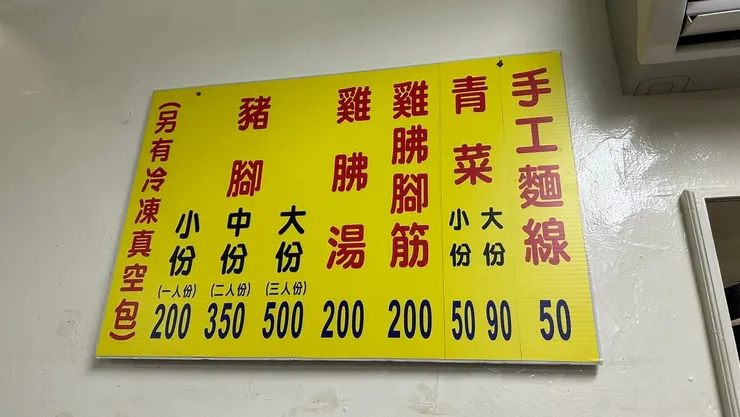 手工麵線
50
青菜
大份
90
小份
50
雞胇腳筋
200
雞胇湯
200
豬腳
大份
(三人份)
500
中份
(二人份)
350
小份
(一人份)
200
(另有冷凍真空包)